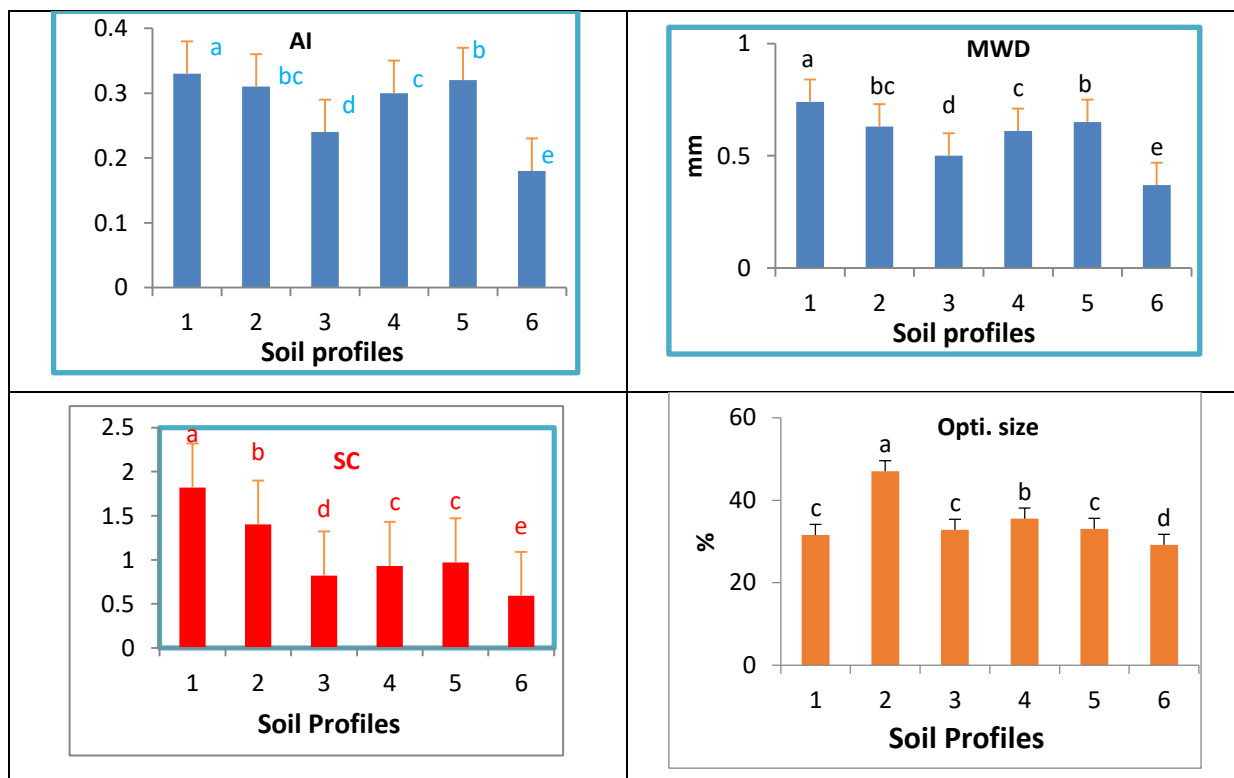 AI
0.4
0.3
0.2
0.1
0
a
bc
d
c
b
e
1 2 3 4 5 6
Soil profiles
MWD
mm
1
0.5
0
a
bc
d
c
b
e
1 2 3 4 5 6
Soil profiles
SC
2.5
2
1.5
1
0.5
0
a
b
d
c
c
e
1 2 3 4 5 6
Soil Profiles
Opti. size
%
60
40
20
0
c
a
c
b
c
d
1 2 3 4 5 6
Soil Profiles